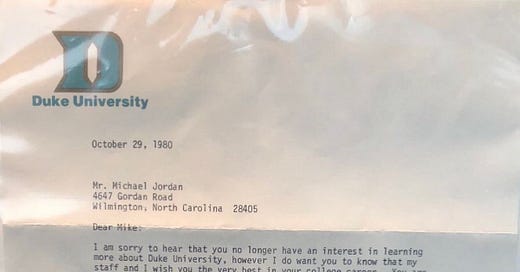 D
Duke University
October 29, 1980
Mr. Michael Jordan
4647 Gordan Road
Wilmington, North Carolina 28405
Dear Mike:
I am sorry to hear that you no longer have an interest in learning
more about Duke University, however I do want you to know that my
staff and I wish you the very best in your college career. You are